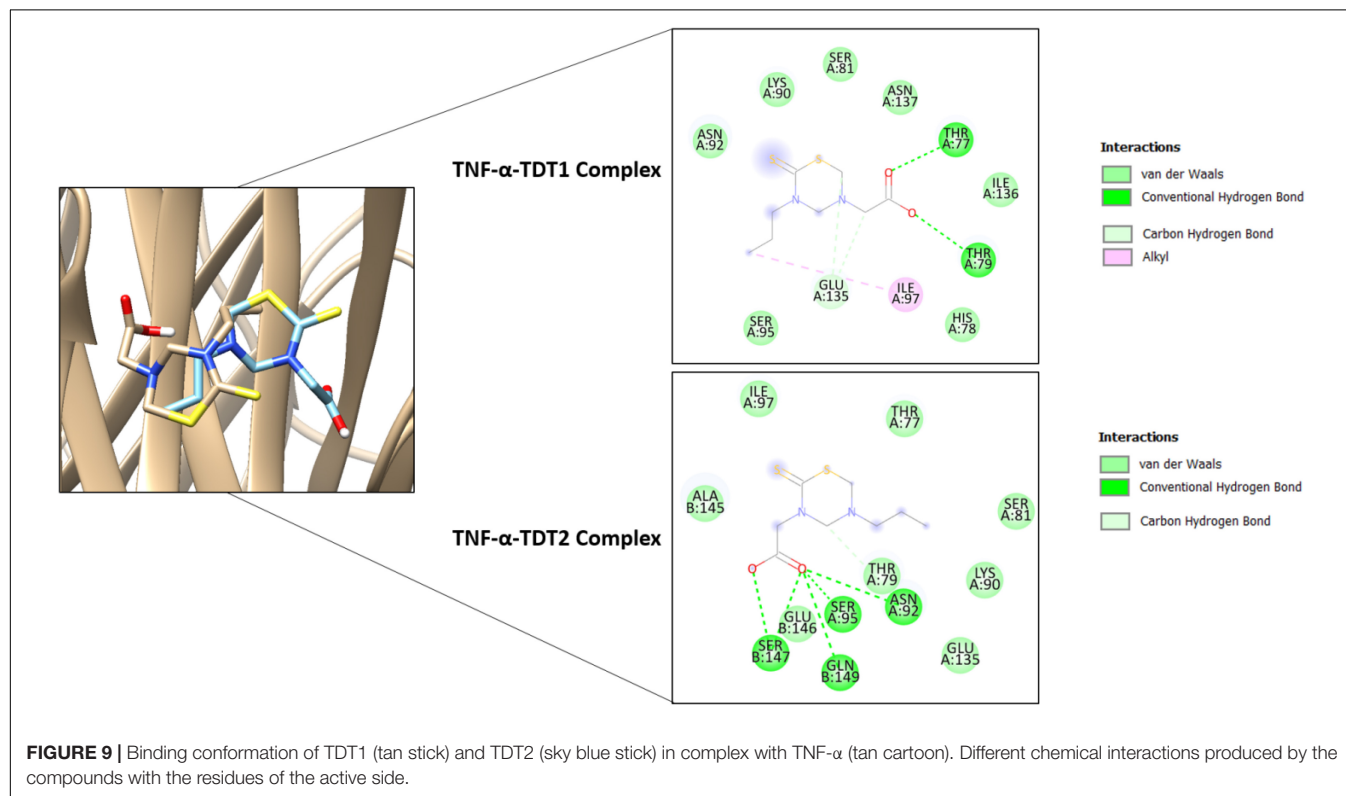 TNF-α-TDT1 Complex
SER
A:81
LYS
A:90
ASN
A:137
ASN
A:92
THR
A:77
S
S
O
ILE
A:136
N
N
O
THR
A:79
GLU
A:135
ILE
A:97
SER
A:95
HIS
A:78
Interactions
van der Waals
Conventional Hydrogen Bond
Carbon Hydrogen Bond
Alkyl
TNF-α-TDT2 Complex
ILE
A:97
THR
A:77
S
S
ALA
B:145
SER
A:81
N
N
O
O
THR
A:79
LYS
A:90
GLU
B:146
SER
A:95
ASN
A:92
SER
B:147
GLN
B:149
GLU
A:135
Interactions
van der Waals
Conventional Hydrogen Bond
Carbon Hydrogen Bond
FIGURE 9 | Binding conformation of TDT1 (tan stick) and TDT2 (sky blue stick) in complex with TNF-α (tan cartoon). Different chemical interactions produced by the
compounds with the residues of the active side.